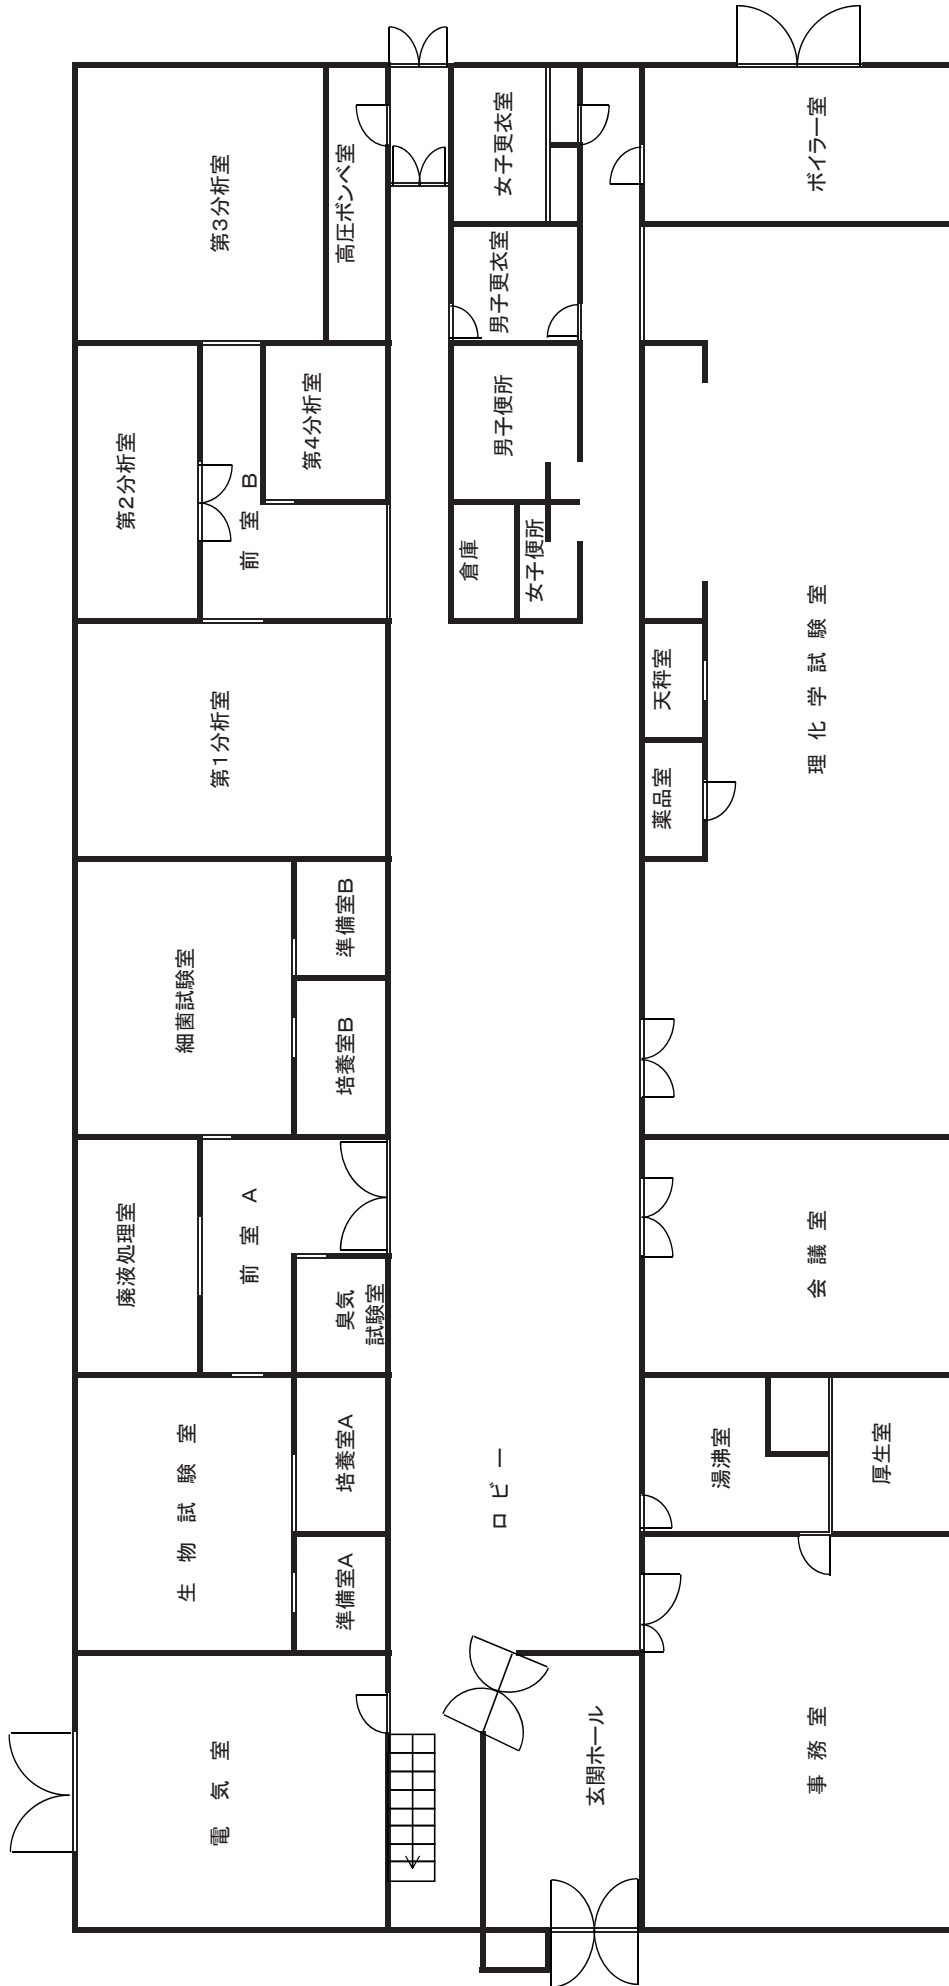 第3分析室
高圧ボンベ室
女子更衣室
ボイラー室
男子更衣室
第2分析室
第4分析室
前室 B
男子便所
倉庫
女子便所
第1分析室
天秤室
薬品室
理化学試験室
細菌試験室
準備室B
培養室B
廃液処理室
前室 A
臭気
試験室
会議室
生物試験室
培養室A
準備室A
ロビー
湯沸室
厚生室
電気室
玄関ホール
事務室